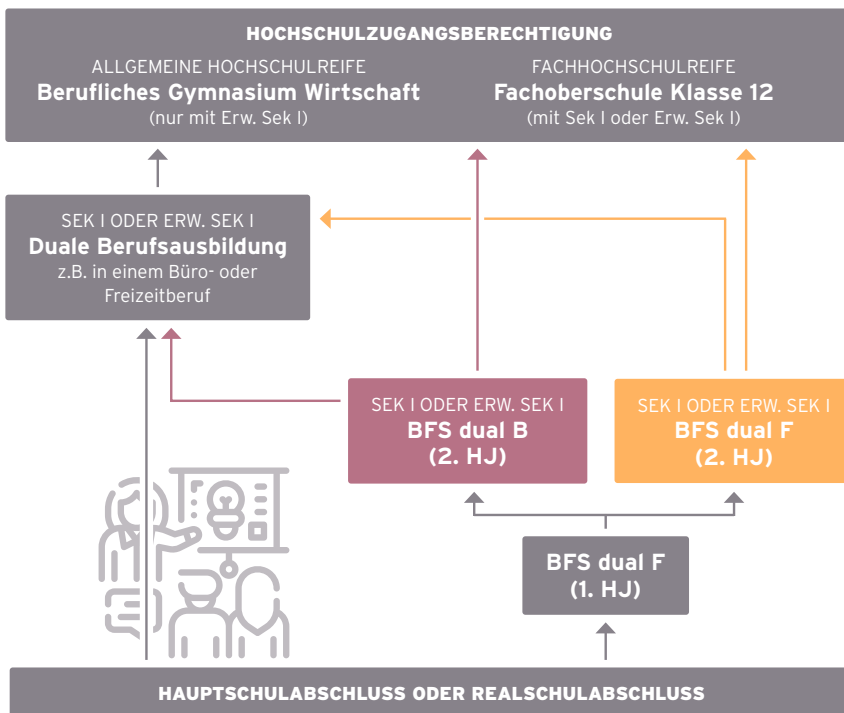 HOCHSCHULZUGANGSBERECHTIGUNG
ALLGEMEINE HOCHSCHULREIFE
Berufliches Gymnasium Wirtschaft
(nur mit Erw. Sek I)
FACHHOCHSCHULREIFE
Fachoberschule Klasse 12
(mit Sek I oder Erw. Sek I)
SEK I ODER ERW. SEK I
Duale Berufsausbildung
z.B. in einem Büro- oder
Freizeitberuf
SEK I ODER ERW. SEK I
BFS dual B
(2. HJ)
SEK I ODER ERW. SEK I
BFS dual F
(2. HJ)
BFS dual F
(1. HJ)
HAUPTSCHULABSCHLUSS ODER REALSCHULABSCHLUSS